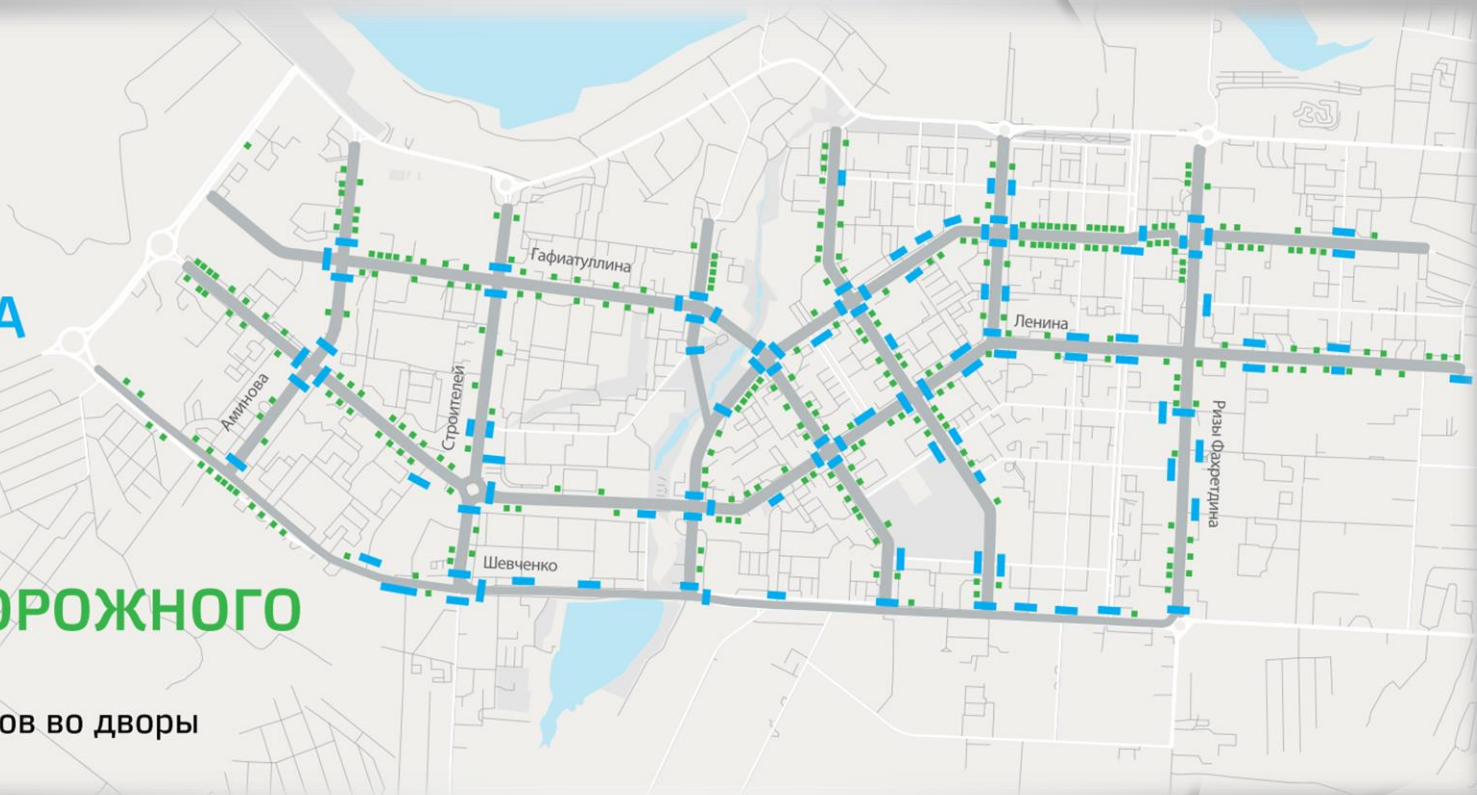 Гафиатуллина
А
Ленина
Аминова
Строителей
Ризы Фахретдина
Шевченко
ОРОЖНОГО
ов во дворы